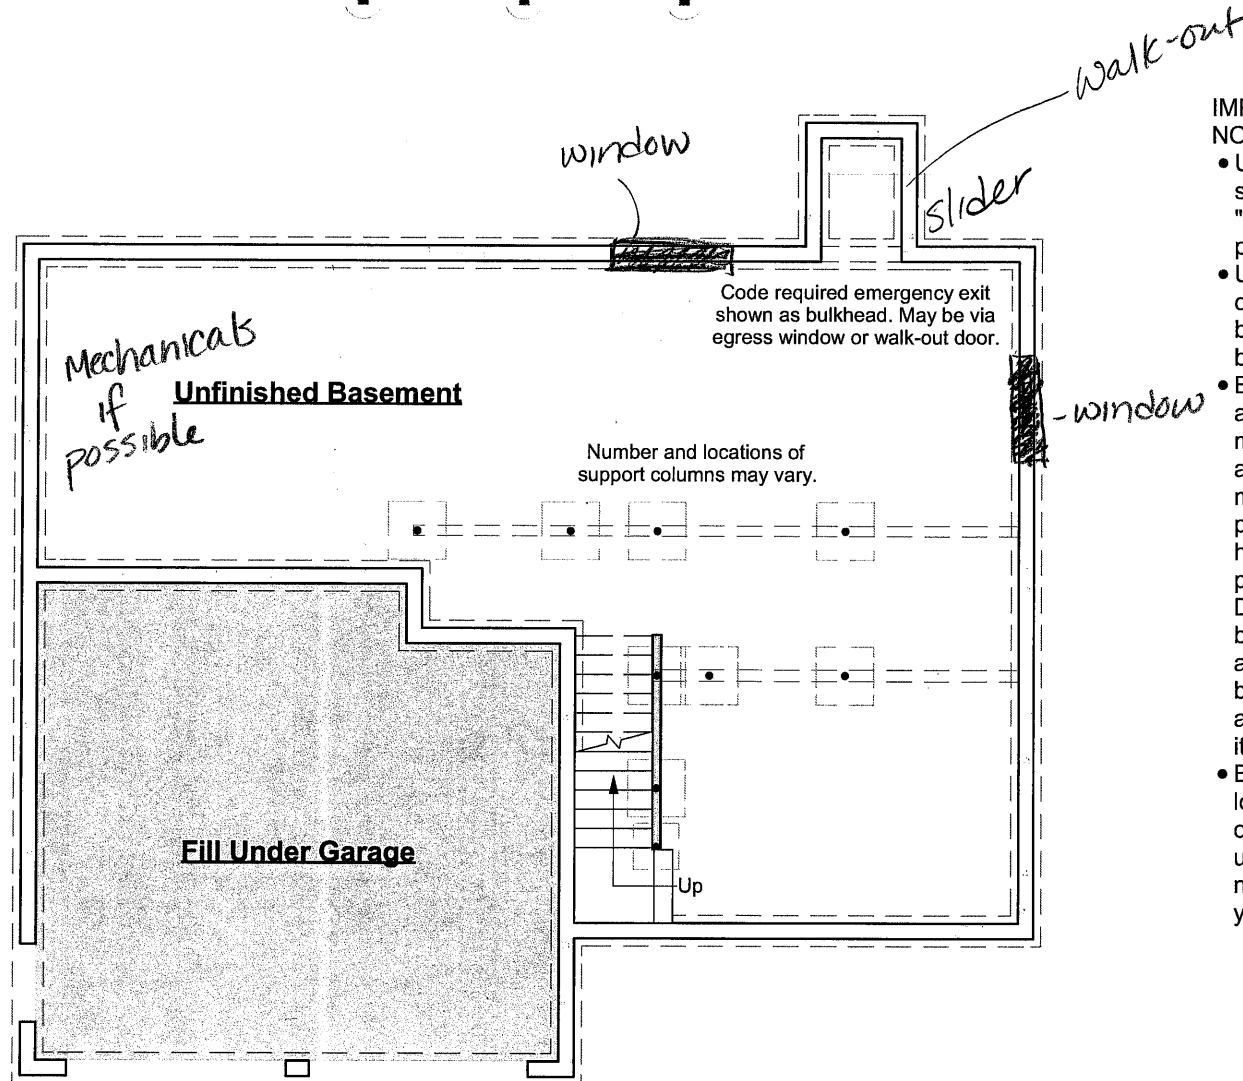 walk-out
window
slider
Code required emergency exit
shown as bulkhead. May be via
egress window or walk-out door.
Mechanicals
if
possible
Unfinished Basement
-window
Number and locations of
support columns may vary.
Fill Under Garage
Up